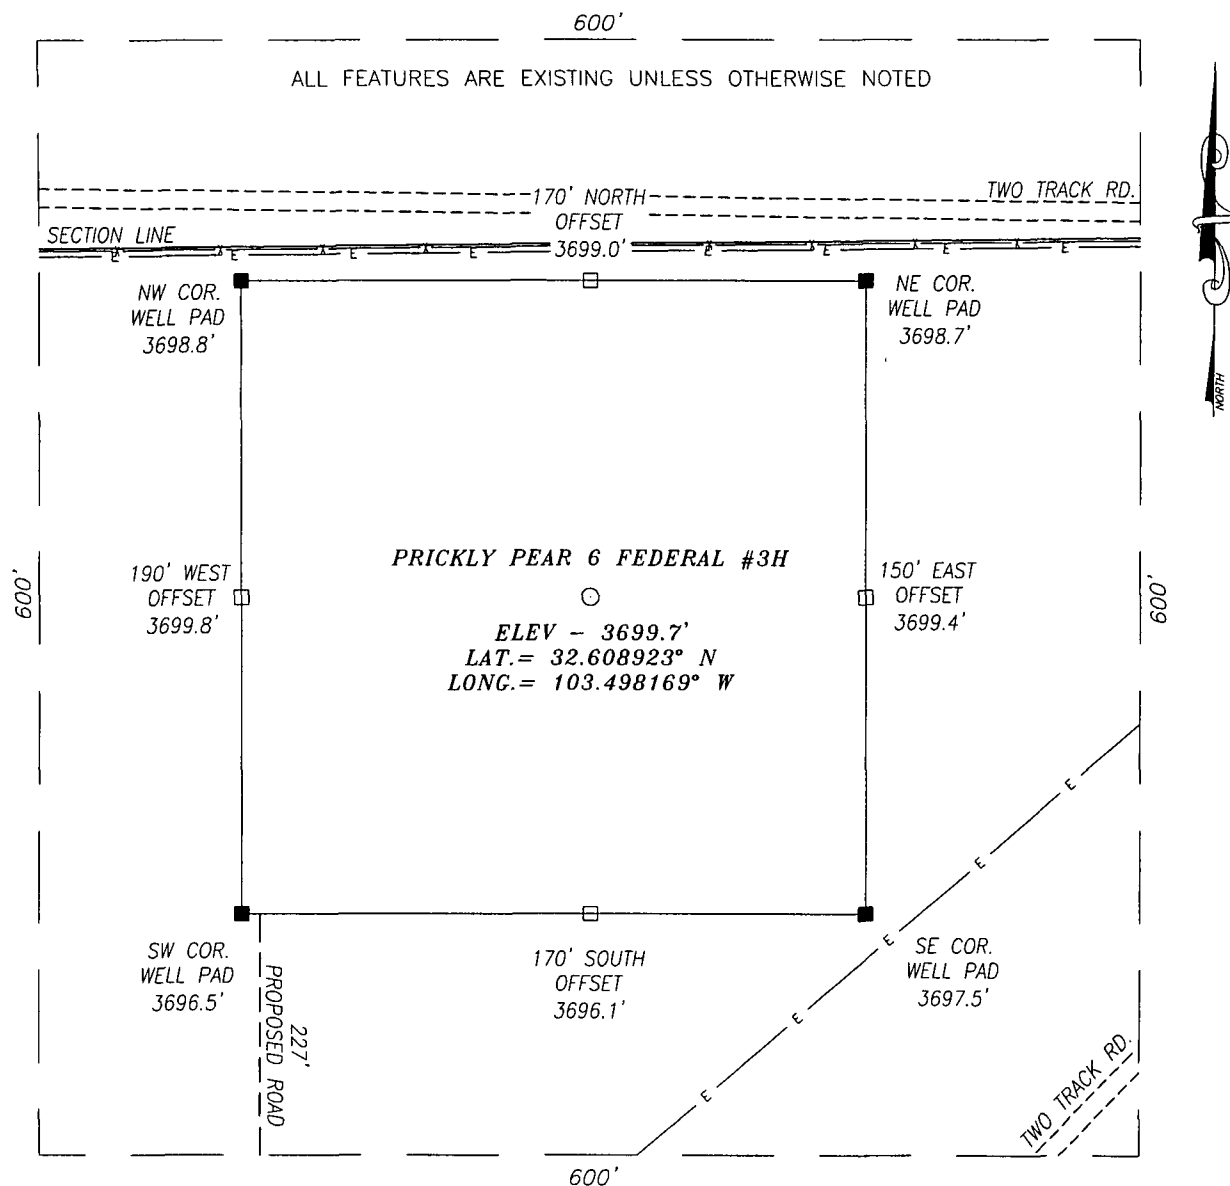 600'
ALL FEATURES ARE EXISTING UNLESS OTHERWISE NOTED
170' NORTH
OFFSET
3699.0'
TWO TRACK RD.
SECTION LINE
E E E E E E E E
NW COR.
WELL PAD
3698.8'
NE COR.
WELL PAD
3698.7'
NORTH
PRICKLY PEAR 6 FEDERAL #3H
190' WEST
OFFSET
3699.8'
150' EAST
OFFSET
3699.4'
600'
600'
ELEV - 3699.7'
LAT.= 32.608923° N
LONG.= 103.498169° W
E
E
E
E
E
SW COR.
WELL PAD
3696.5'
227'
PROPOSED ROAD
170' SOUTH
OFFSET
3696.1'
SE COR.
WELL PAD
3697.5'
TWO TRACK RD.
600'